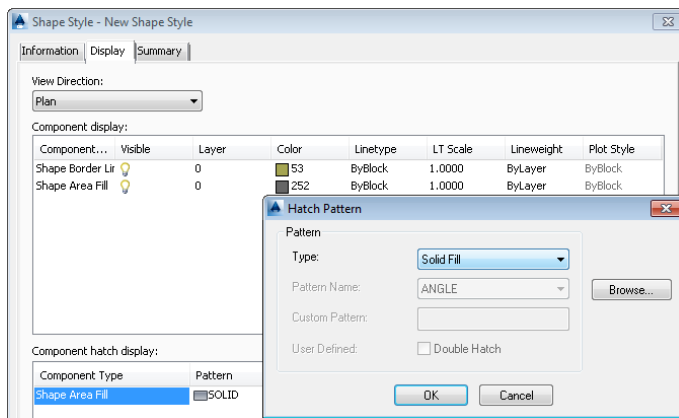 Shape Style - New Shape Style
Information Display Summary
View Direction:
Plan
Component display:
Component... Visible Layer Color Linetype LT Scale Lineweight Plot Style
Shape Border Lir 0 53 ByBlock 1.0000 ByLayer ByBlock
Shape Area Fill 0 252 ByBlock 1.0000 ByLayer ByBlock
Hatch Pattern
Pattern
Type: Solid Fill
Pattern Name: ANGLE Browse...
Custom Pattern:
User Defined: Double Hatch
OK Cancel
Component hatch display:
Component Type Pattern
Shape Area Fill SOLID